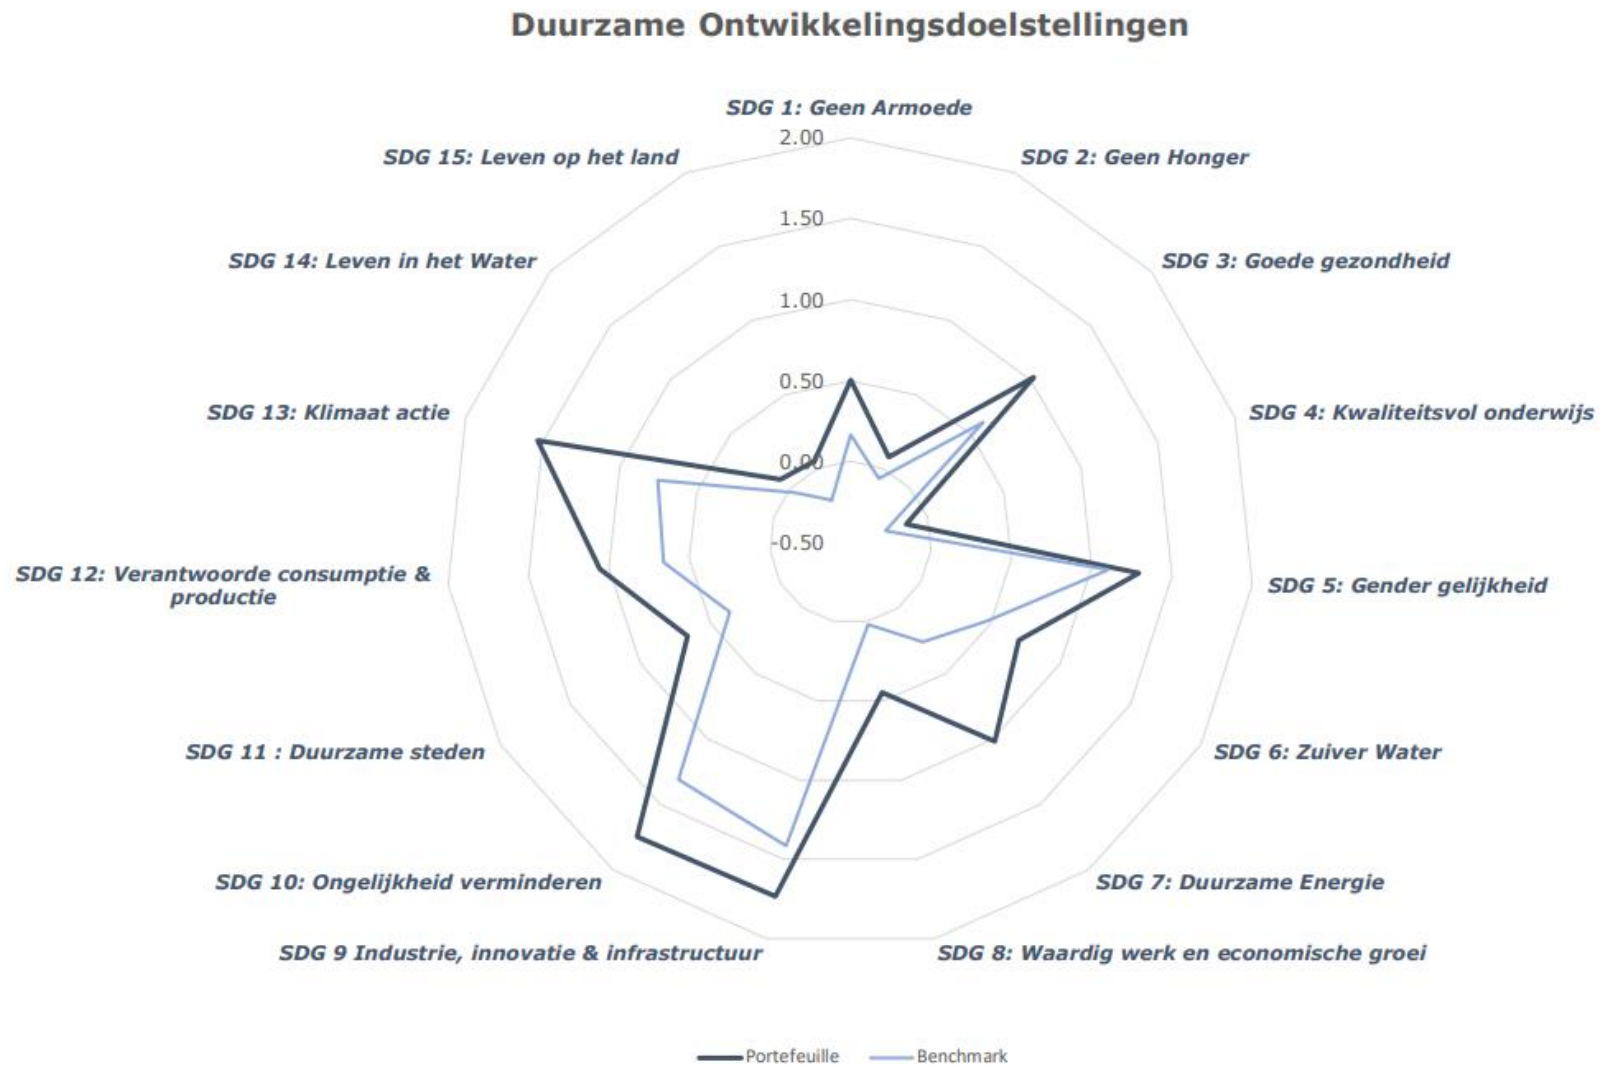 Duurzame Ontwikkelingsdoelstellingen
SDG 1: Geen Armoede
2.00
SDG 15: Leven op het land
SDG 2: Geen Honger
1.50
SDG 14: Leven in het Water
SDG 3: Goede gezondheid
1.00
0.50
SDG 13: Klimaat actie
SDG 4: Kwaliteitsvol onderwijs
0.00
-0.50
SDG 12: Verantwoorde consumptie &
productie
SDG 5: Gender gelijkheid
SDG 11 : Duurzame steden
SDG 6: Zuiver Water
SDG 10: Ongelijkheid verminderen
SDG 7: Duurzame Energie
SDG 9 Industrie, innovatie & infrastructuur
SDG 8: Waardig werk en economische groei
Portefeuille
Benchmark